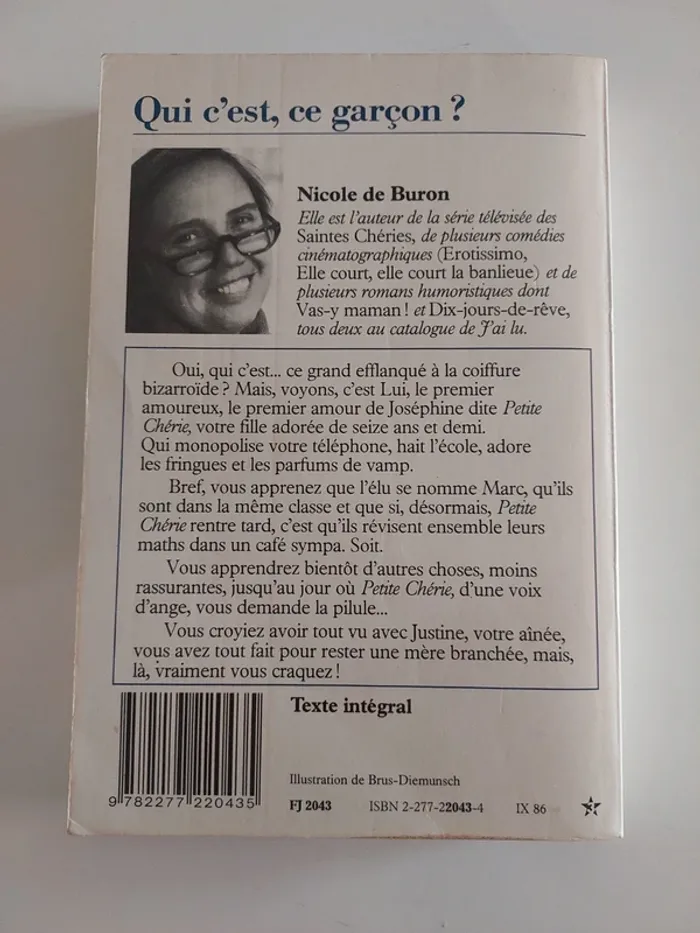 Qui c'est, ce garçon ?
Nicole de Buron
Elle est l'auteur de la série télévisée des
Saintes Chéries, de plusieurs comédies
cinématographiques (Erotissimo,
Elle court, elle court la banlieue) et de
plusieurs romans humoristiques dont
Vas-y maman ! et Dix-jours-de-rêve,
tous deux au catalogue de J'ai lu.
Oui, qui c'est... ce grand efflanqué à la coiffure
bizarroïde ? Mais, voyons, c'est Lui, le premier
amoureux, le premier amour de Joséphine dite Petite
Chérie, votre fille adorée de seize ans et demi.
Qui monopolise votre téléphone, hait l'école, adore
les fringues et les parfums de vamp.
Bref, vous apprenez que l'élu se nomme Marc, qu'ils
sont dans la même classe et que si, désormais, Petite
Chérie rentre tard, c'est qu'ils révisent ensemble leurs
maths dans un café sympa. Soit.
Vous apprendrez bientôt d'autres choses, moins
rassurantes, jusqu'au jour où Petite Chérie, d'une voix
d'ange, vous demande la pilule...
Vous croyiez avoir tout vu avec Justine, votre aînée,
vous avez tout fait pour rester une mère branchée, mais,
là, vraiment vous craquez !
Texte intégral
Illustration de Brus-Diemunsch
9 782277 220435
FJ 2043 ISBN 2-277-22043-4 IX 86